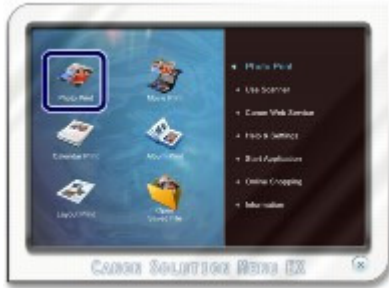 Photo Print
Movie Print
Calendar Print
Album Print
Layout Print
Open
Saved File
Photo Print
Use Scanner
Canon Web Service
Help & Settings
Start Application
Online Shopping
Information
CANON SOLUTION MENU EX